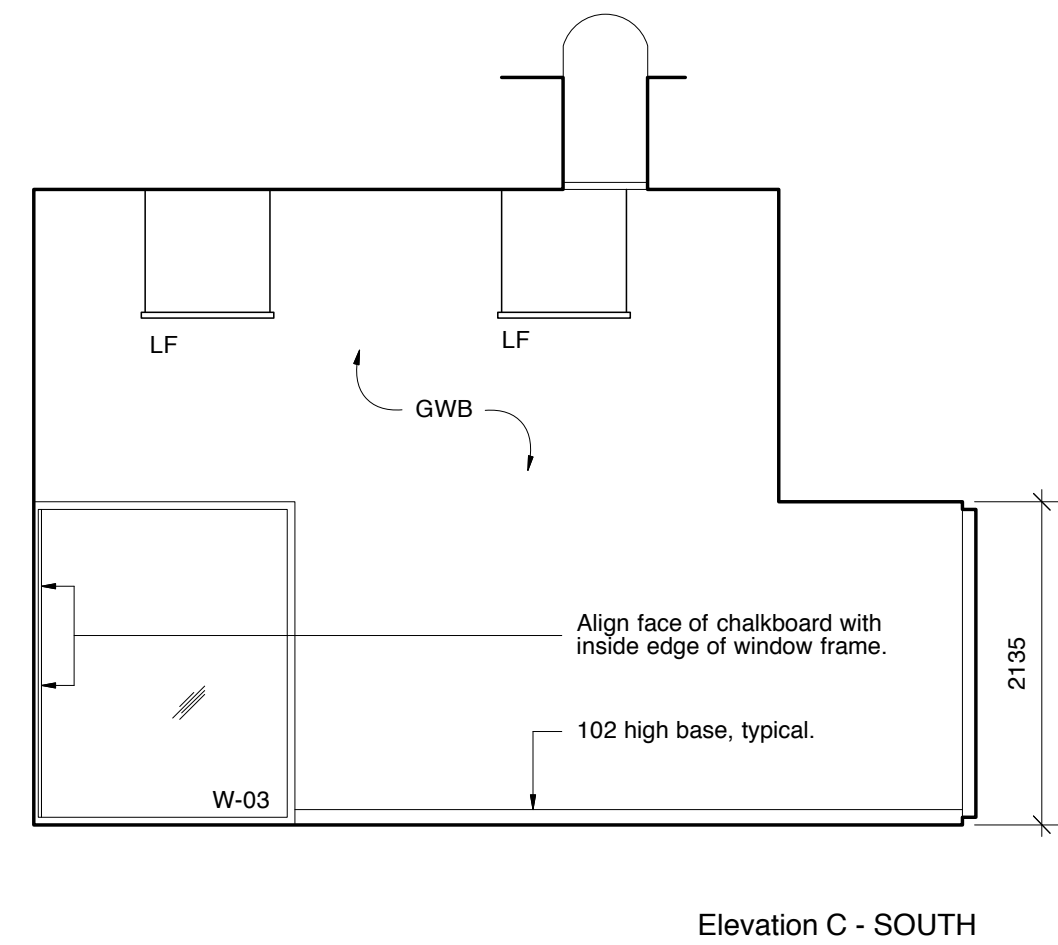 LF
LF
GWB
Align face of chalkboard with
inside edge of window frame.
2135
102 high base, typical.
W-03
Elevation C - SOUTH